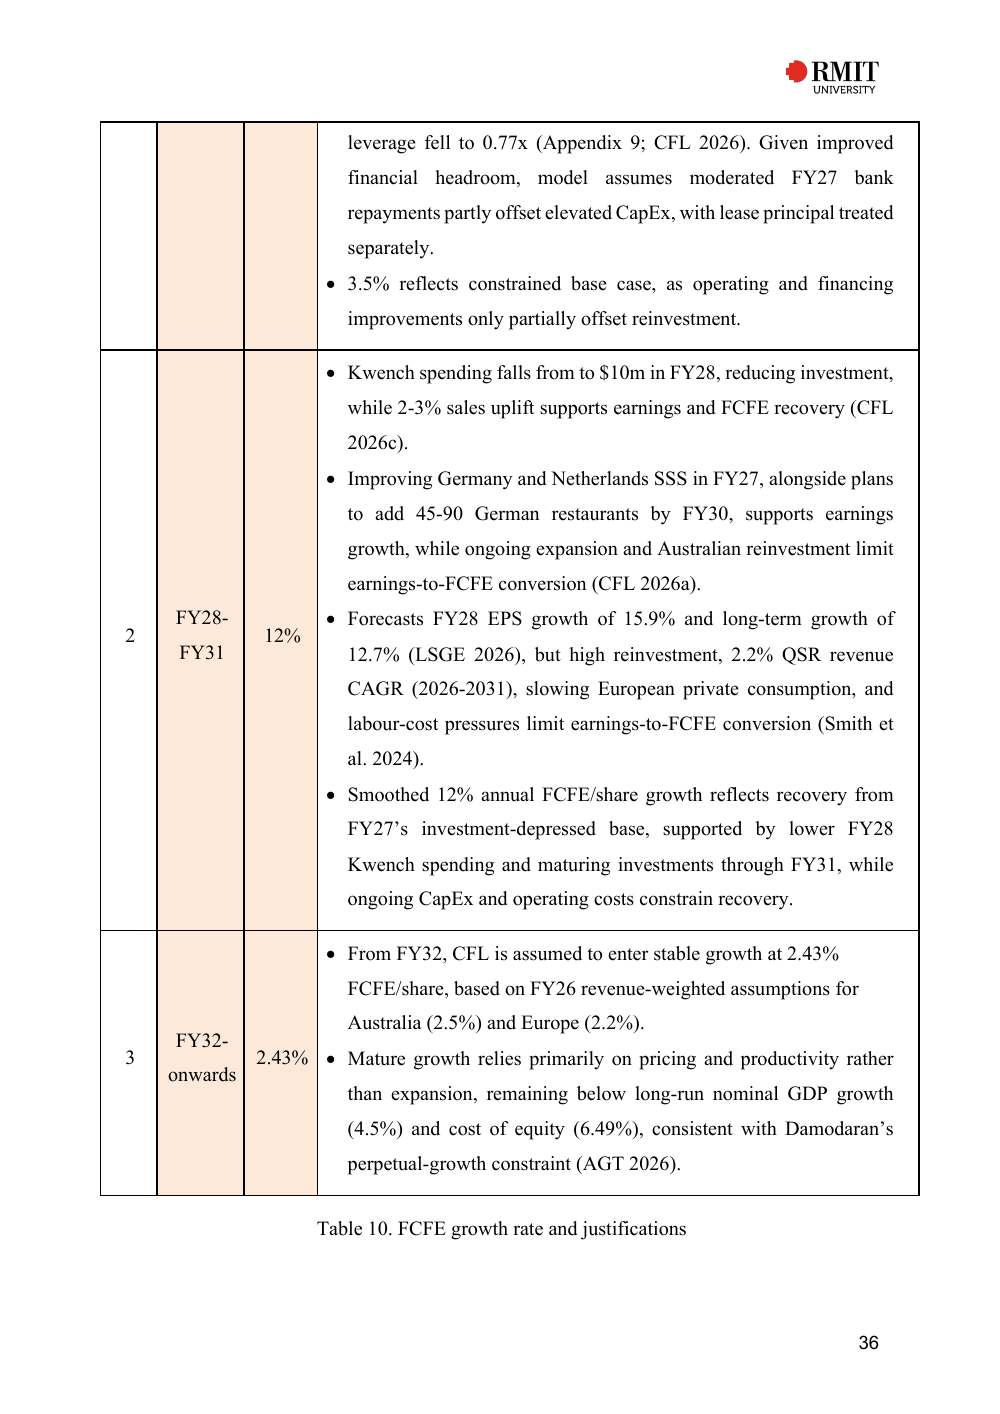 RMIT
UNIVERSITY
leverage fell to 0.77x (Appendix 9; CFL 2026). Given improved
financial headroom, model assumes moderated FY27 bank
repayments partly offset elevated CapEx, with lease principal treated
separately.
• 3.5% reflects constrained base case, as operating and financing
improvements only partially offset reinvestment.
2
FY28-
FY31
12%
• Kwench spending falls from to $10m in FY28, reducing investment,
while 2-3% sales uplift supports earnings and FCFE recovery (CFL
2026c).
• Improving Germany and Netherlands SSS in FY27, alongside plans
to add 45-90 German restaurants by FY30, supports earnings
growth, while ongoing expansion and Australian reinvestment limit
earnings-to-FCFE conversion (CFL 2026a).
• Forecasts FY28 EPS growth of 15.9% and long-term growth of
12.7% (LSGE 2026), but high reinvestment, 2.2% QSR revenue
CAGR (2026-2031), slowing European private consumption, and
labour-cost pressures limit earnings-to-FCFE conversion (Smith et
al. 2024).
• Smoothed 12% annual FCFE/share growth reflects recovery from
FY27’s investment-depressed base, supported by lower FY28
Kwench spending and maturing investments through FY31, while
ongoing CapEx and operating costs constrain recovery.
3
FY32-
onwards
2.43%
• From FY32, CFL is assumed to enter stable growth at 2.43%
FCFE/share, based on FY26 revenue-weighted assumptions for
Australia (2.5%) and Europe (2.2%).
• Mature growth relies primarily on pricing and productivity rather
than expansion, remaining below long-run nominal GDP growth
(4.5%) and cost of equity (6.49%), consistent with Damodaran’s
perpetual-growth constraint (AGT 2026).
Table 10. FCFE growth rate and justifications
36